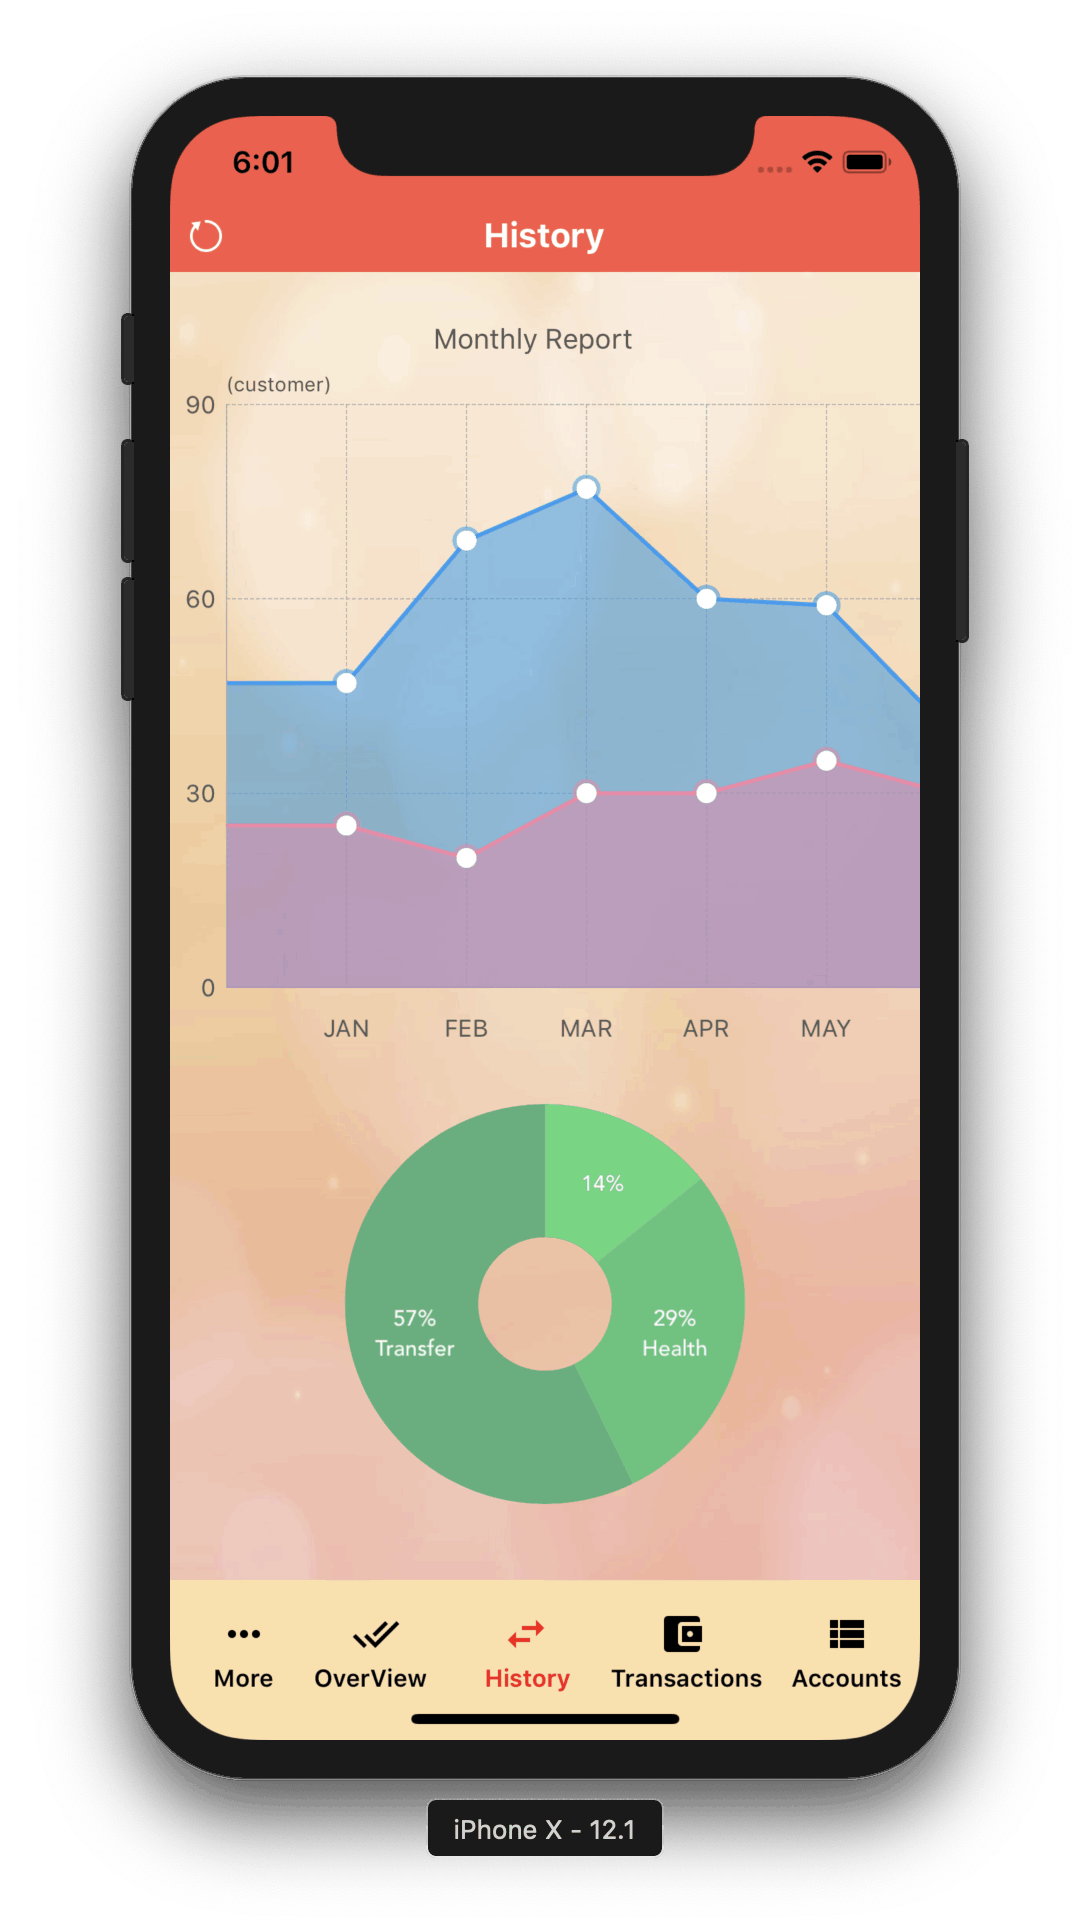 6:01
History
Monthly Report
(customer)
90
60
30
0
JAN FEB MAR APR MAY
14%
57%
Transfer
29%
Health
More OverView History Transactions Accounts
iPhone X - 12.1